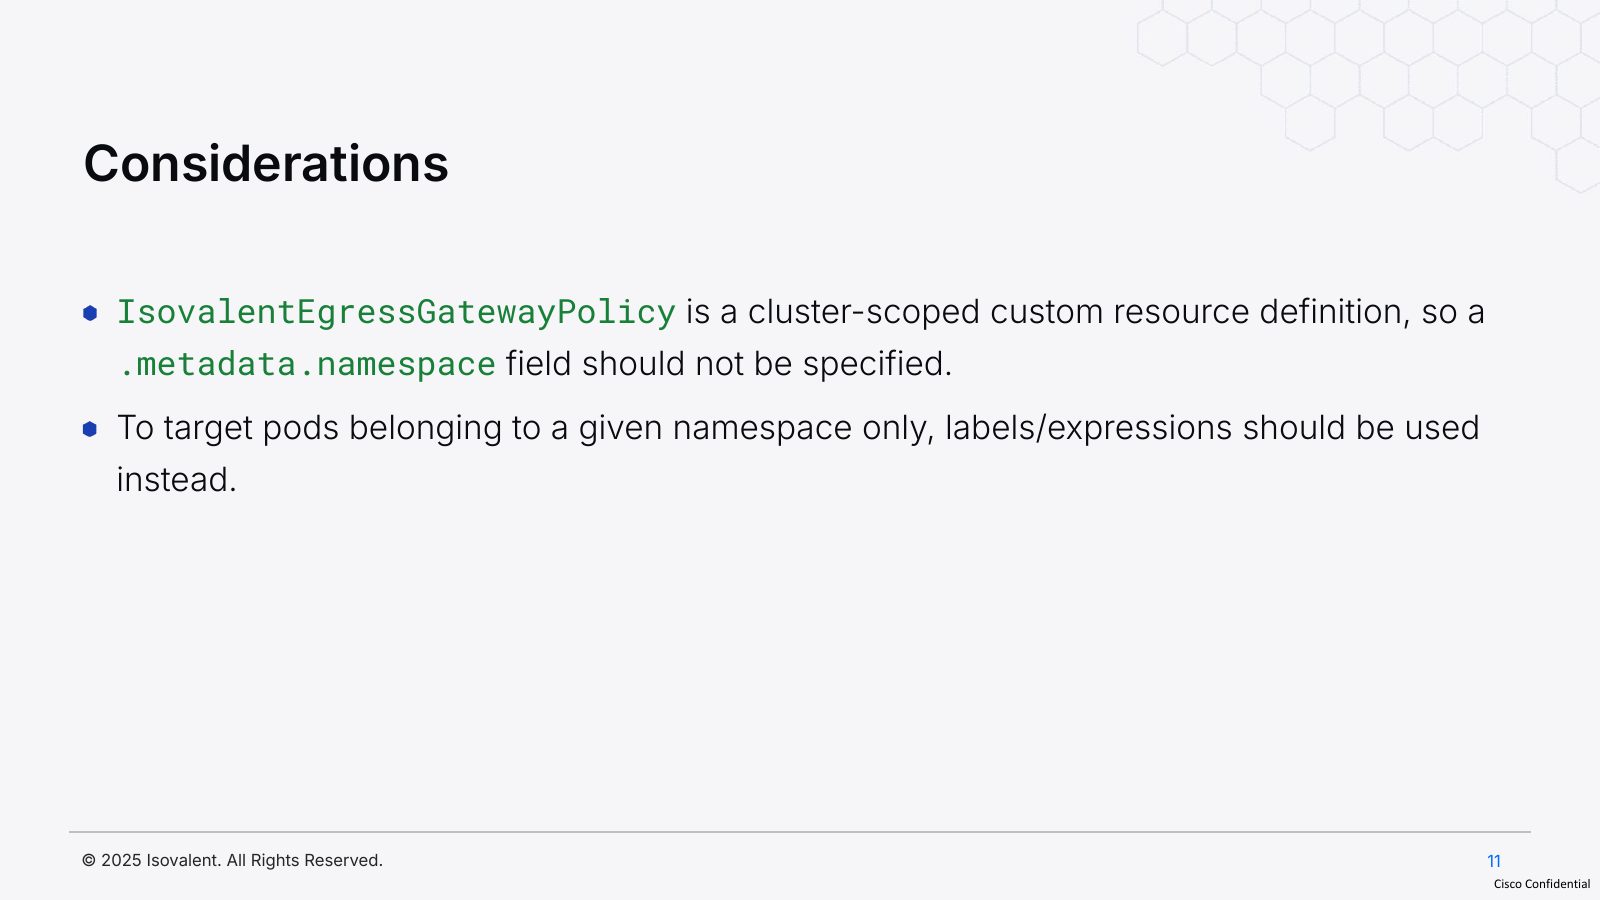 Considerations
IsovalentEgressGatewayPolicy is a cluster-scoped custom resource definition, so a
.metadata.namespace field should not be specified.
To target pods belonging to a given namespace only, labels/expressions should be used
instead.
© 2025 Isovalent. All Rights Reserved.
11
Cisco Confidential